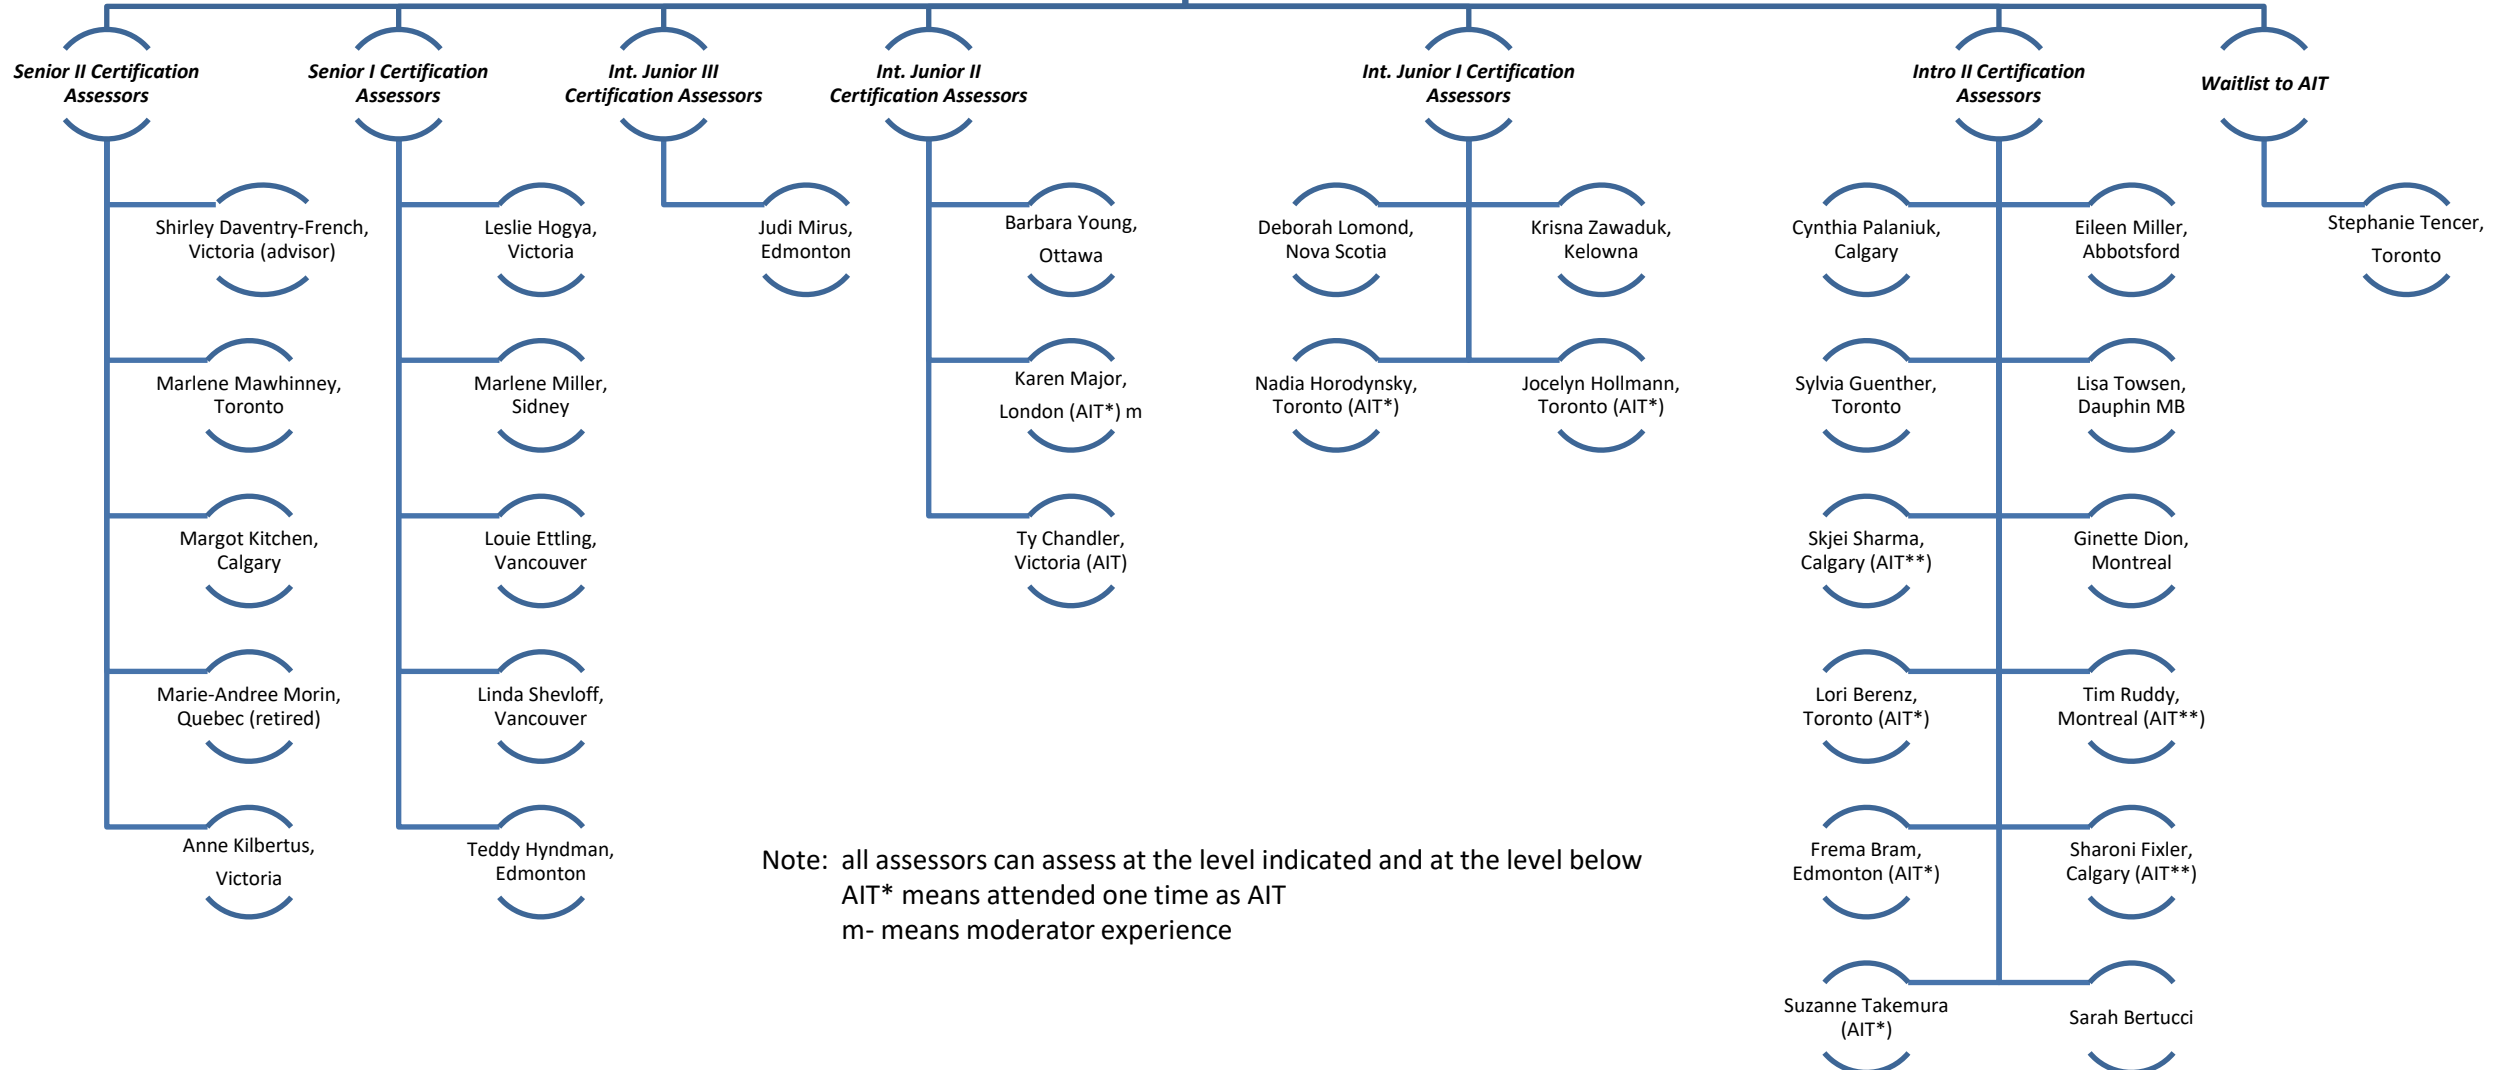 Senior II Certification
Assessors
Shirley Daventry-French,
Victoria (advisor)
Marlene Mawhinney,
Toronto
Margot Kitchen,
Calgary
Marie-Andree Morin,
Quebec (retired)
Anne Kilbertus,
Victoria
Senior I Certification
Assessors
Leslie Hogya,
Victoria
Marlene Miller,
Sidney
Louie Ettling,
Vancouver
Linda Shevloff,
Vancouver
Teddy Hyndman,
Edmonton
Int. Junior III
Certification Assessors
Judi Mirus,
Edmonton
Int. Junior II
Certification Assessors
Barbara Young,
Ottawa
Karen Major,
London (AIT*) m
Ty Chandler,
Victoria (AIT)
Int. Junior I Certification
Assessors
Deborah Lomond,
Nova Scotia
Krisna Zawaduk,
Kelowna
Nadia Horodynsky,
Toronto (AIT*)
Jocelyn Hollmann,
Toronto (AIT*)
Intro II Certification
Assessors
Cynthia Palaniuk,
Calgary
Eileen Miller,
Abbotsford
Sylvia Guenther,
Toronto
Lisa Towsen,
Dauphin MB
Skjei Sharma,
Calgary (AIT**)
Ginette Dion,
Montreal
Lori Berenz,
Toronto (AIT*)
Tim Ruddy,
Montreal (AIT**)
Frema Bram,
Edmonton (AIT*)
Sharoni Fixler,
Calgary (AIT**)
Suzanne Takemura
(AIT*)
Sarah Bertucci
Waitlist to AIT
Stephanie Tencer,
Toronto
Note: all assessors can assess at the level indicated and at the level below
AIT* means attended one time as AIT
m- means moderator experience